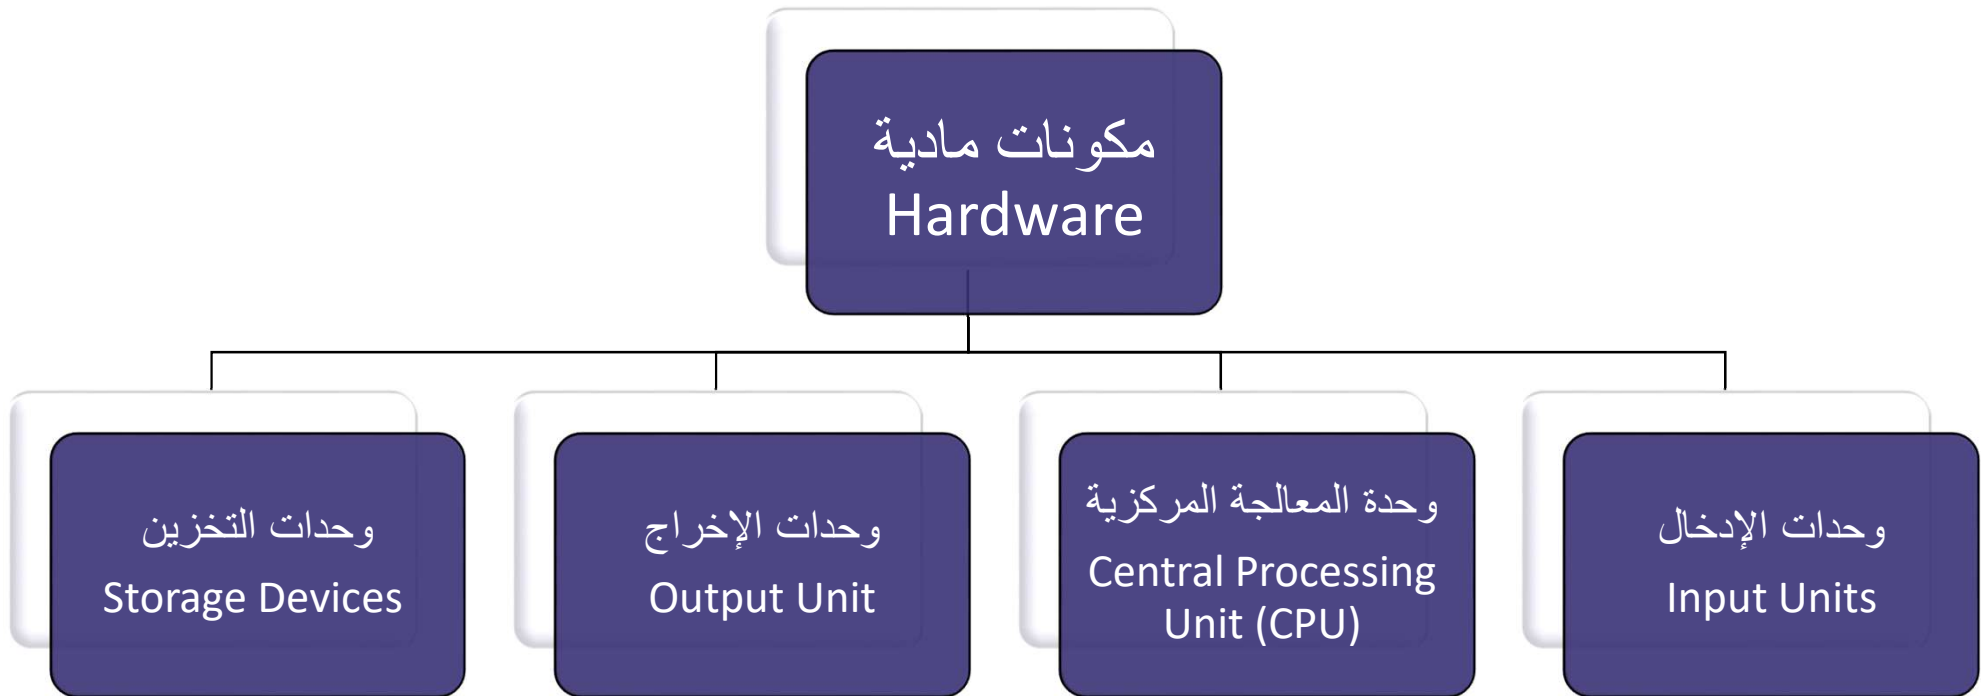 مكونات مادية
Hardware
وحدات الإدخال
Input Units
وحدة المعالجة المركزية
Central Processing
Unit (CPU)
وحدات الإخراج
Output Unit
وحدات التخزين
Storage Devices